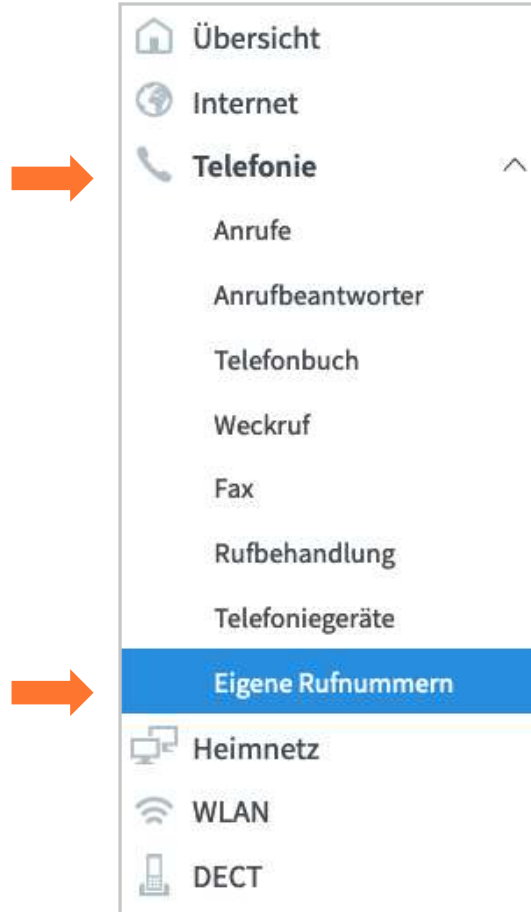 Übersicht
Internet
Telefonie
Anrufe
Anrufbeantworter
Telefonbuch
Weckruf
Fax
Rufbehandlung
Telefoniegeräte
Eigene Rufnummern
Heimnetz
WLAN
DECT